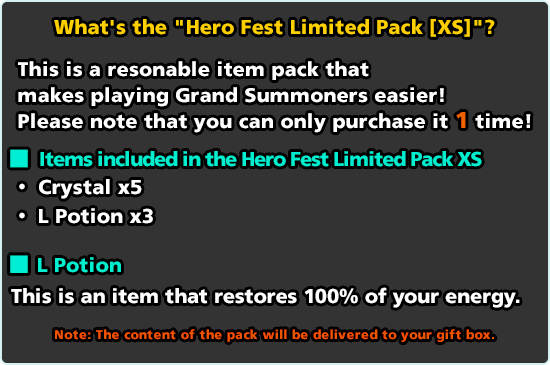 What's the "Hero Fest Limited Pack [XS]"?
This is a resonable item pack that
makes playing Grand Summoners easier!
Please note that you can only purchase it 1 time!
■ Items included in the Hero Fest Limited Pack XS
・ Crystal x5
・ L Potion x3
■ L Potion
This is an item that restores 100% of your energy.
Note: The content of the pack will be delivered to your gift box.